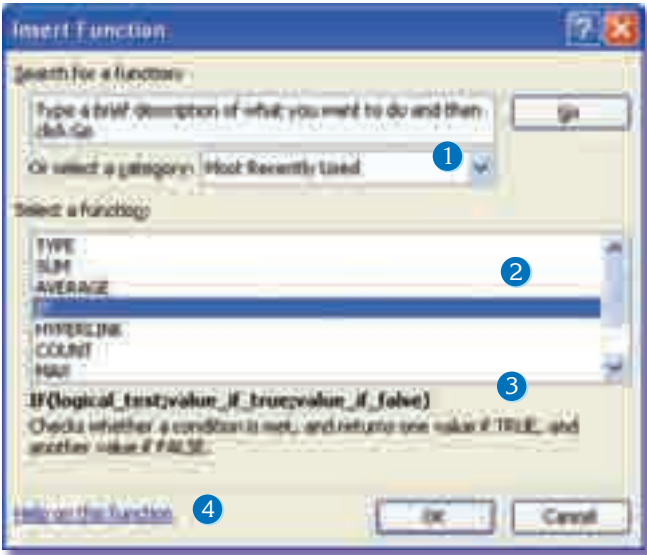 Insert Function
Search for a function:
Type a brief description of what you want to do and then
click Go
Go
Or select a category: Most Recently Used
1
Select a function:
TYPE
SUM
AVERAGE
IF
HYPERLINK
COUNT
MAX
2
3
If(logical_test;value_if_true;value_if_false)
Checks whether a condition is met, and returns one value if TRUE, and
another value if FALSE.
Help on this function
4
OK
Cancel